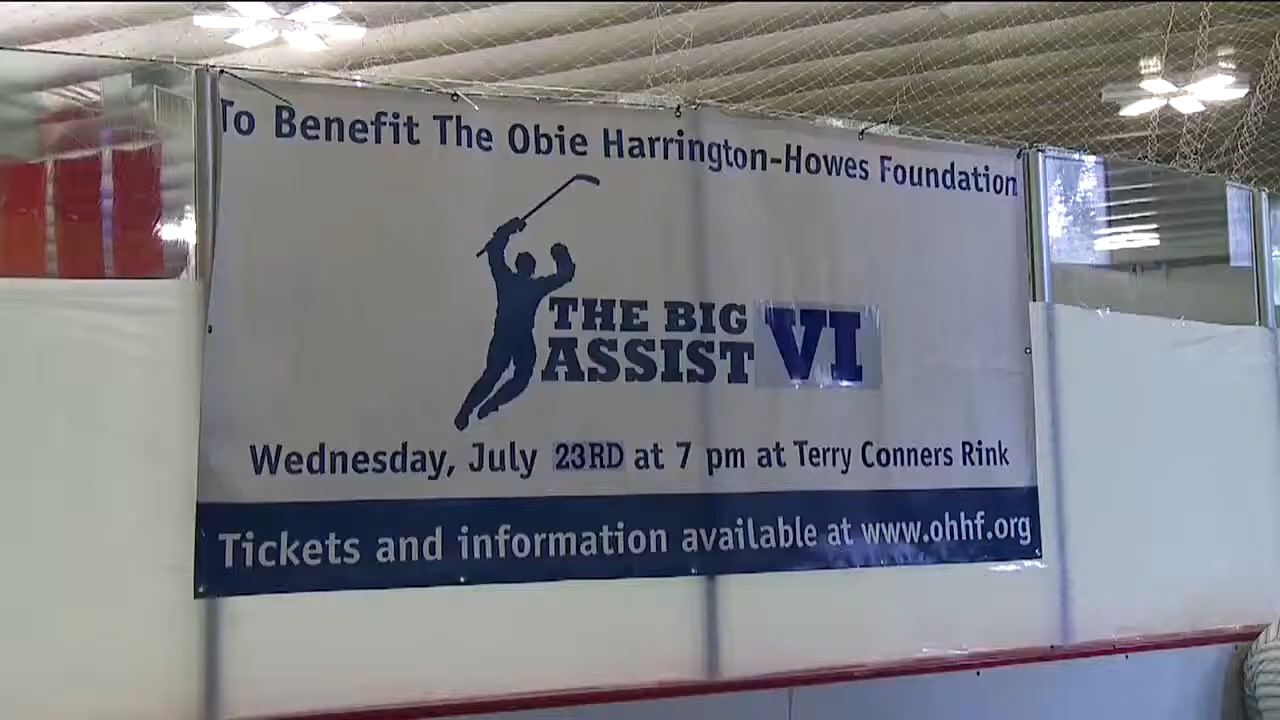 To Benefit The Obie Harrington-Howes Foundation
THE BIG
ASSIST VI
Wednesday, July 23RD at 7 pm at Terry Conners Rink
Tickets and information available at www.ohhf.org